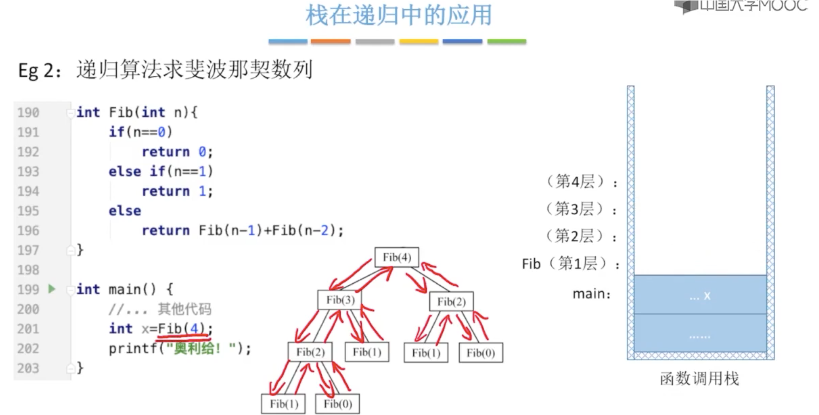 栈在递归中的应用
中国大学MOOC
Eg 2：递归算法求斐波那契数列
190 int Fib(int n){
191 if(n==0)
192 return 0;
193 else if(n==1)
194 return 1;
195 else
196 return Fib(n-1)+Fib(n-2);
197 }
198
199 int main() {
200 //... 其他代码
201 int x=Fib(4);
202 printf("奥利给！");
203 }
Fib(4)
Fib(3)
Fib(2)
Fib(2)
Fib(1)
Fib(1)
Fib(0)
Fib(1)
Fib(0)
（第4层）：
（第3层）：
（第2层）：
Fib（第1层）：
main：
... x
......
函数调用栈